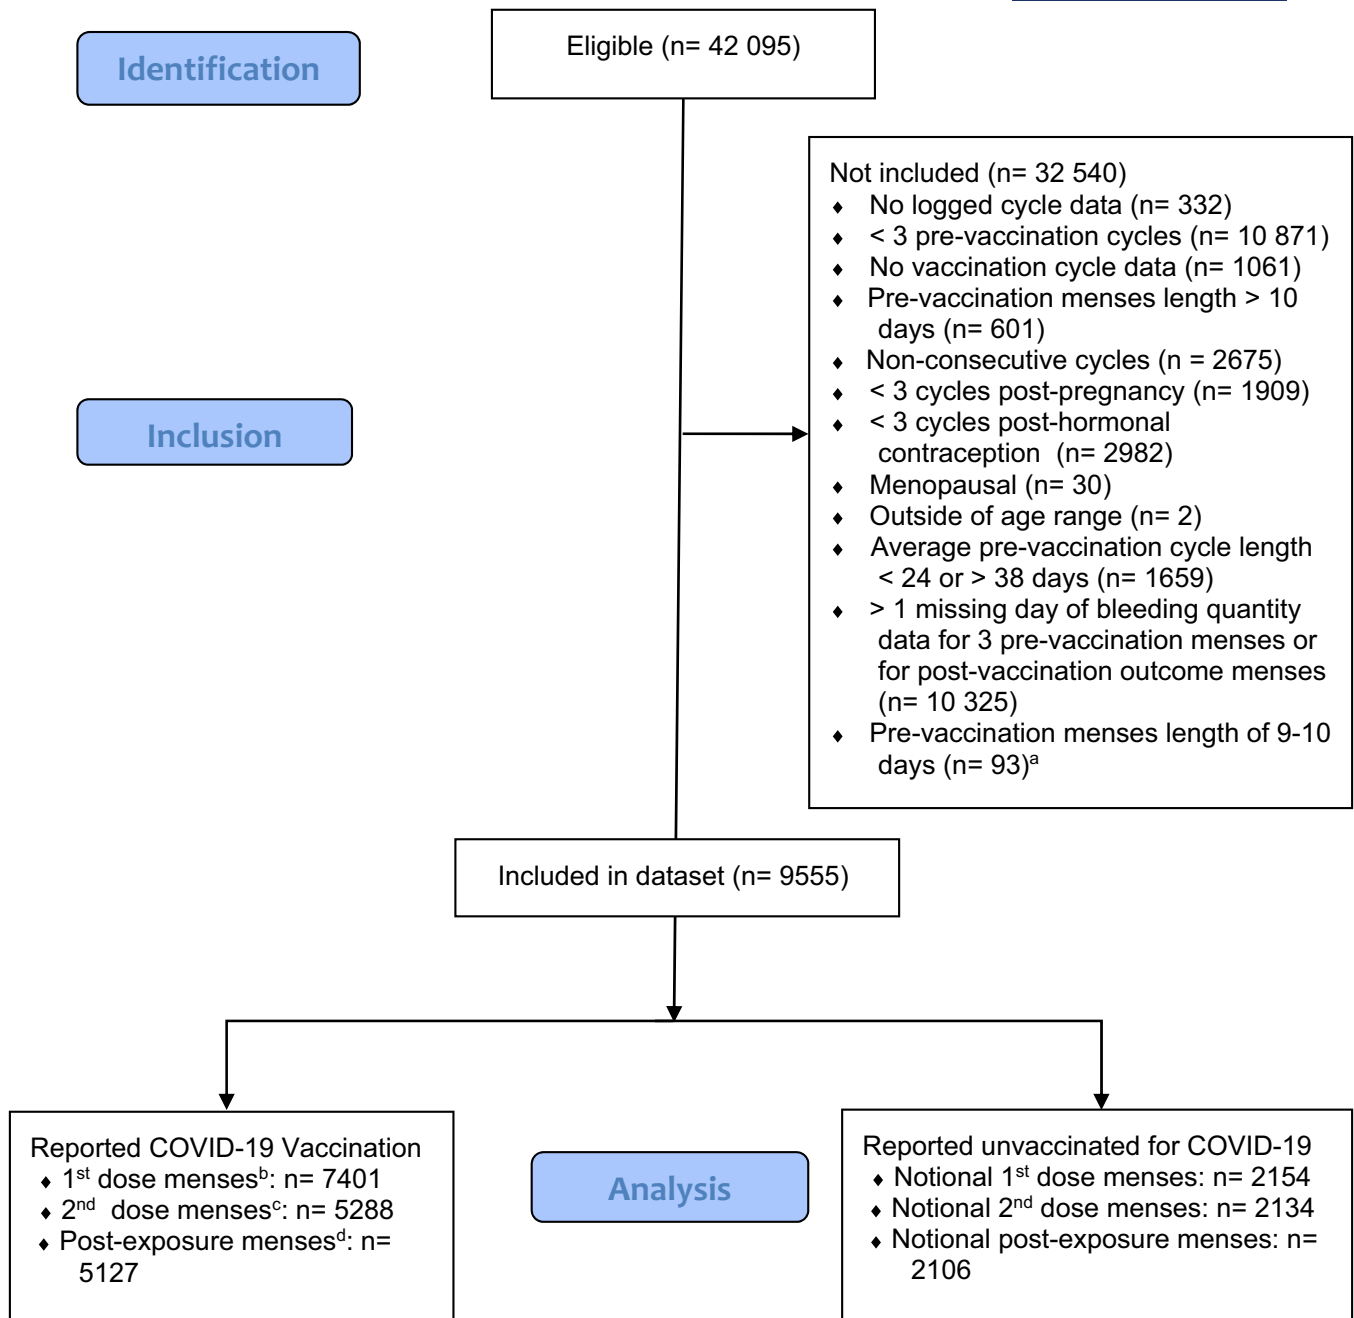 Identification
Eligible (n= 42 095)
Not included (n= 32 540)
♦ No logged cycle data (n= 332)
♦ < 3 pre-vaccination cycles (n= 10 871)
♦ No vaccination cycle data (n= 1061)
♦ Pre-vaccination menses length > 10
days (n= 601)
♦ Non-consecutive cycles (n = 2675)
♦ < 3 cycles post-pregnancy (n= 1909)
♦ < 3 cycles post-hormonal
contraception (n= 2982)
♦ Menopausal (n= 30)
♦ Outside of age range (n= 2)
♦ Average pre-vaccination cycle length
< 24 or > 38 days (n= 1659)
♦ > 1 missing day of bleeding quantity
data for 3 pre-vaccination menses or
for post-vaccination outcome menses
(n= 10 325)
♦ Pre-vaccination menses length of 9-10
days (n= 93)ᵃ
Inclusion
Included in dataset (n= 9555)
Reported COVID-19 Vaccination
♦ 1ˢᵗ dose mensesᵇ: n= 7401
♦ 2ⁿᵈ dose mensesᶜ: n= 5288
♦ Post-exposure mensesᵈ: n=
5127
Analysis
Reported unvaccinated for COVID-19
♦ Notional 1ˢᵗ dose menses: n= 2154
♦ Notional 2ⁿᵈ dose menses: n= 2134
♦ Notional post-exposure menses: n=
2106